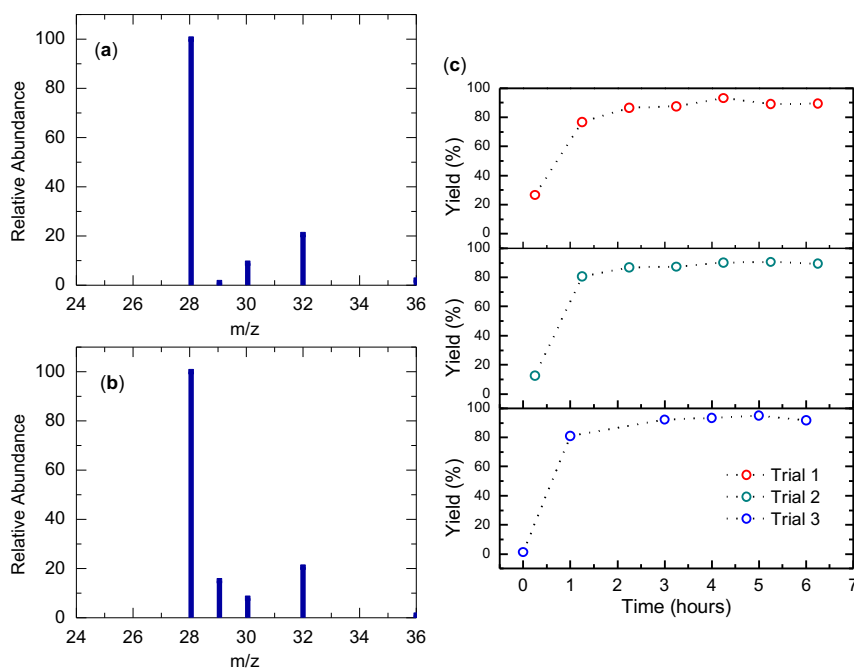 (a)
Relative Abundance
100
80
60
40
20
0
24 26 28 30 32 34 36
m/z
(b)
Relative Abundance
100
80
60
40
20
0
24 26 28 30 32 34 36
m/z
(c)
Yield (%)
100
80
60
40
20
0
Yield (%)
100
80
60
40
20
0
Yield (%)
100
80
60
40
20
0
Trial 1
Trial 2
Trial 3
0 1 2 3 4 5 6 7
Time (hours)